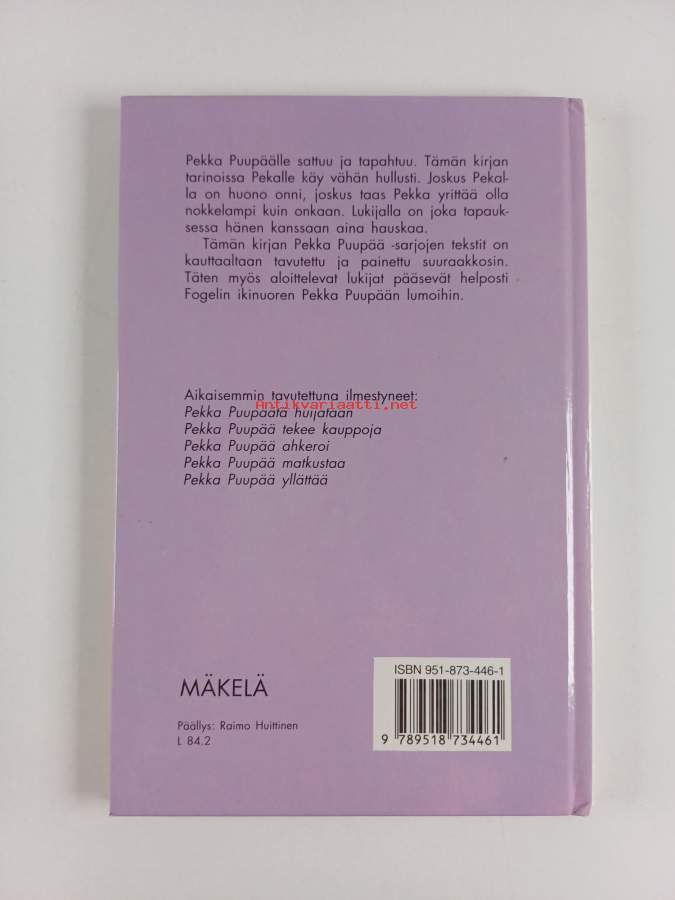 Pekka Puupäälle sattuu ja tapahtuu. Tämän kirjan
tarinoissa Pekalle käy vähän hullusti. Joskus Pekal-
la on huono onni, joskus taas Pekka yrittää olla
nokkelampi kuin onkaan. Lukijalla on joka tapauk-
sessa hänen kanssaan aina hauskaa.
Tämän kirjan Pekka Puupää -sarjojen tekstit on
kauttaaltaan tavutettu ja painettu suuraakkosin.
Täten myös aloittelevat lukijat pääsevät helposti
Fogelin ikinuoren Pekka Puupään lumoihin.
Aikaisemmin tavutettuna ilmestyneet:
Antikvariaatti.net
Pekka Puupäätä huijataan
Pekka Puupää tekee kauppoja
Pekka Puupää ahkeroi
Pekka Puupää matkustaa
Pekka Puupää yllättää
MÄKELÄ
Päällys: Raimo Huittinen
L 84.2
ISBN 951-873-446-1
9 789518 734461